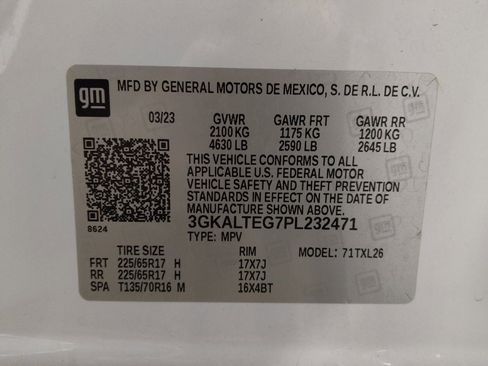 gm
MFD BY GENERAL MOTORS DE MEXICO, S. DE R.L. DE C.V.
03/23 GVWR GAWR FRT GAWR RR
2100 KG 1175 KG 1200 KG
4630 LB 2590 LB 2645 LB
THIS VEHICLE CONFORMS TO ALL
APPLICABLE U.S. FEDERAL MOTOR
VEHICLE SAFETY AND THEFT PREVENTION
STANDARDS IN EFFECT ON THE DATE OF
MANUFACTURE SHOWN ABOVE.
8624 3GKALTEG7PL232471
TYPE: MPV
TIRE SIZE RIM MODEL: 71TXL26
FRT 225/65R17 H 17X7J
RR 225/65R17 H 17X7J
SPA T135/70R16 M 16X4BT